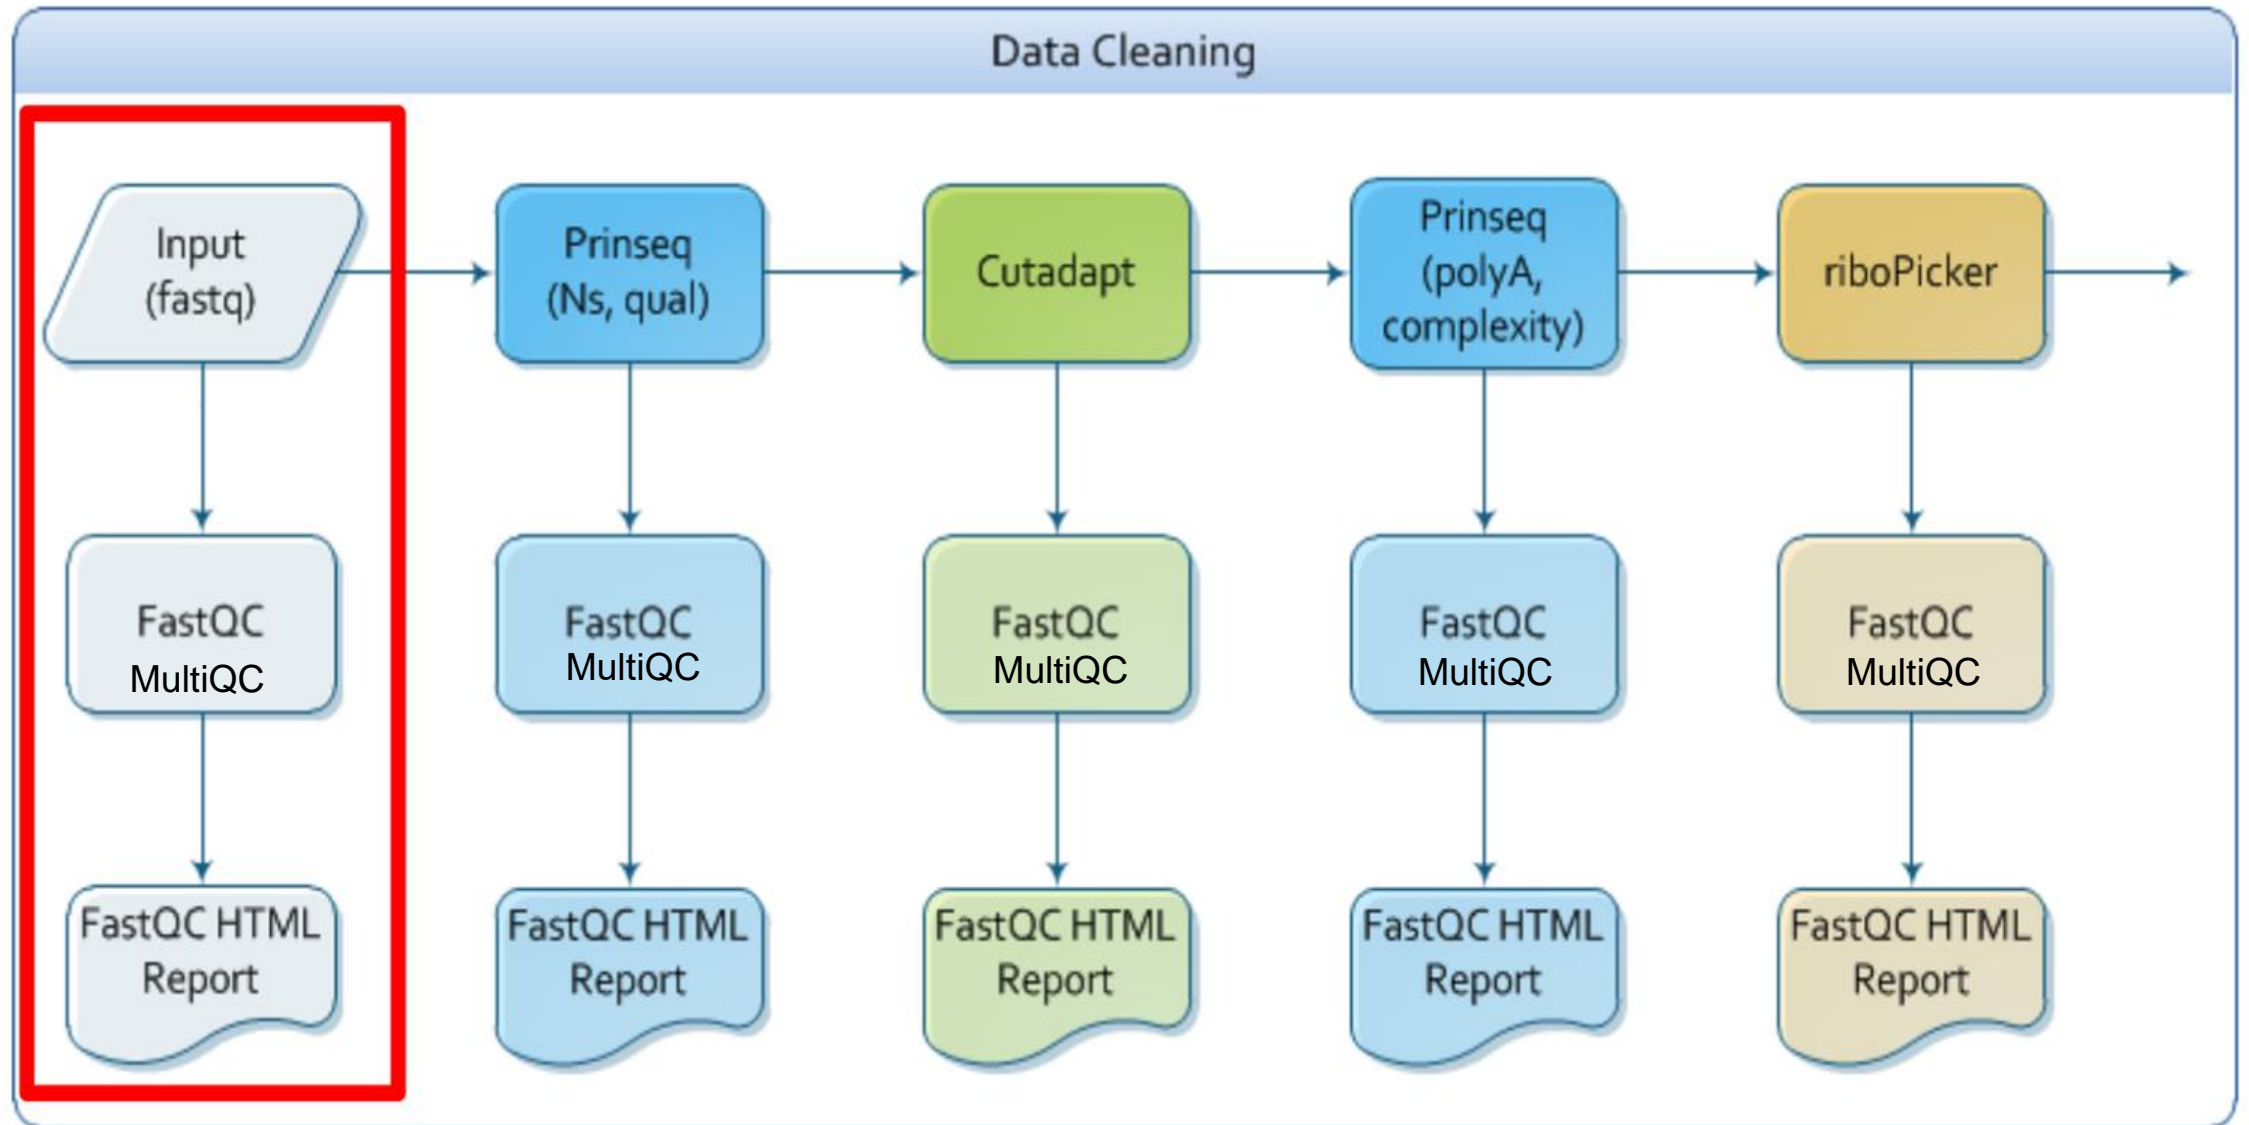 Data Cleaning
Input
(fastq)
Prinseq
(Ns, qual)
Cutadapt
Prinseq
(polyA,
complexity)
riboPicker
FastQC
MultiQC
FastQC
MultiQC
FastQC
MultiQC
FastQC
MultiQC
FastQC
MultiQC
FastQC HTML
Report
FastQC HTML
Report
FastQC HTML
Report
FastQC HTML
Report
FastQC HTML
Report